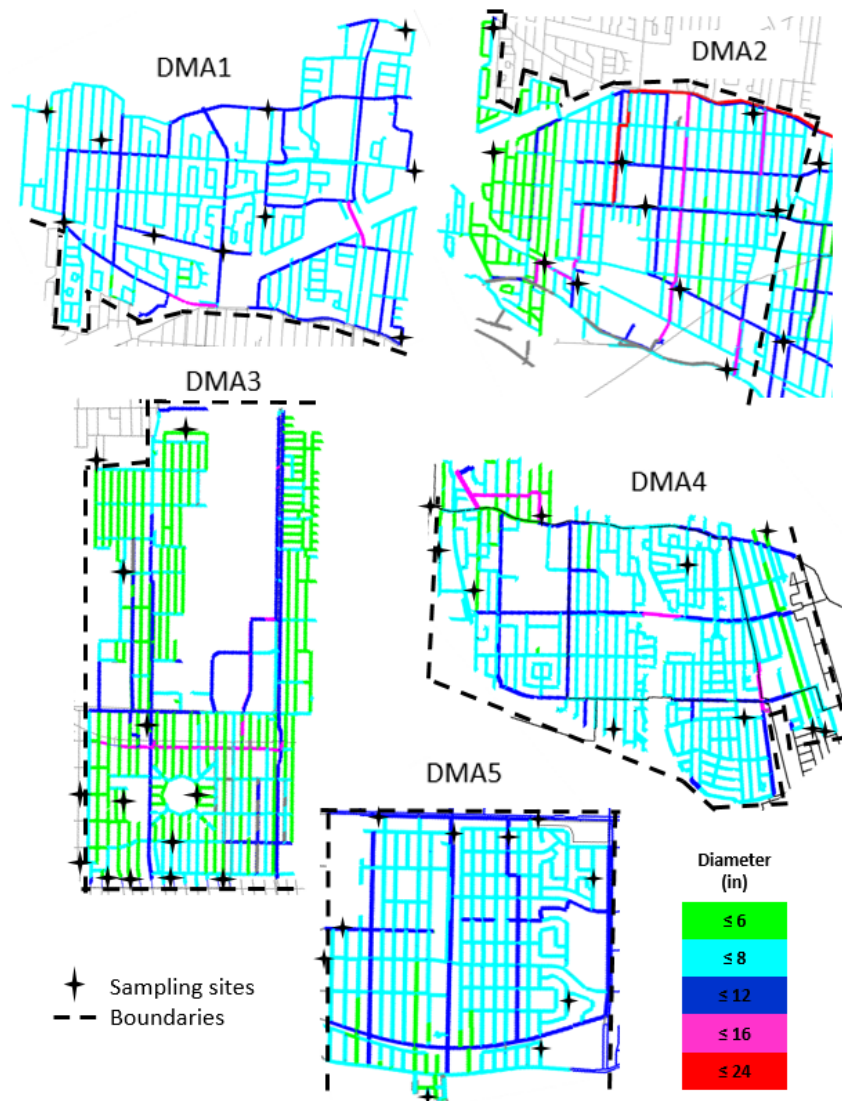 DMA1
DMA2
DMA3
DMA4
DMA5
Diameter
(in)
≤ 6
≤ 8
≤ 12
≤ 16
≤ 24
Sampling sites
Boundaries